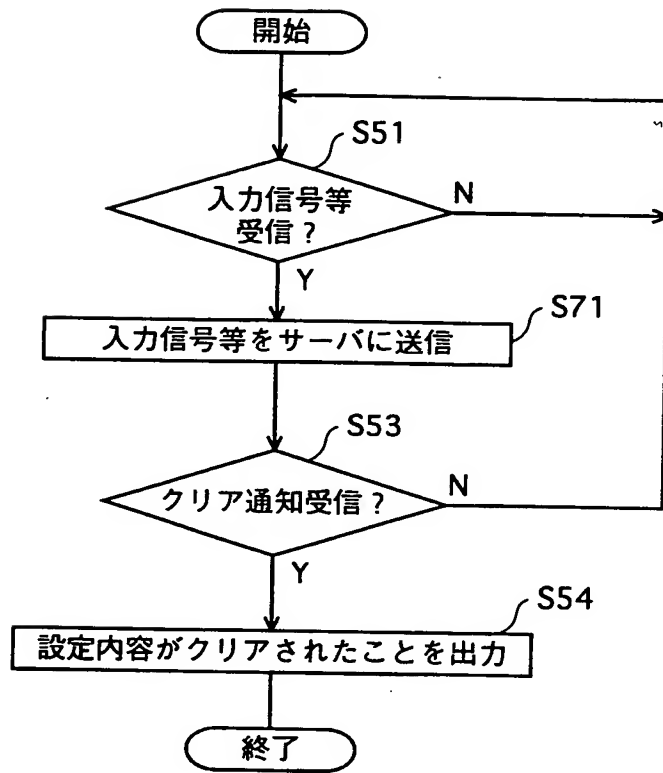 開始
S51
入力信号等
受信？
N
Y
S71
入力信号等をサーバに送信
S53
クリア通知受信？
N
Y
S54
設定内容がクリアされたことを出力
終了